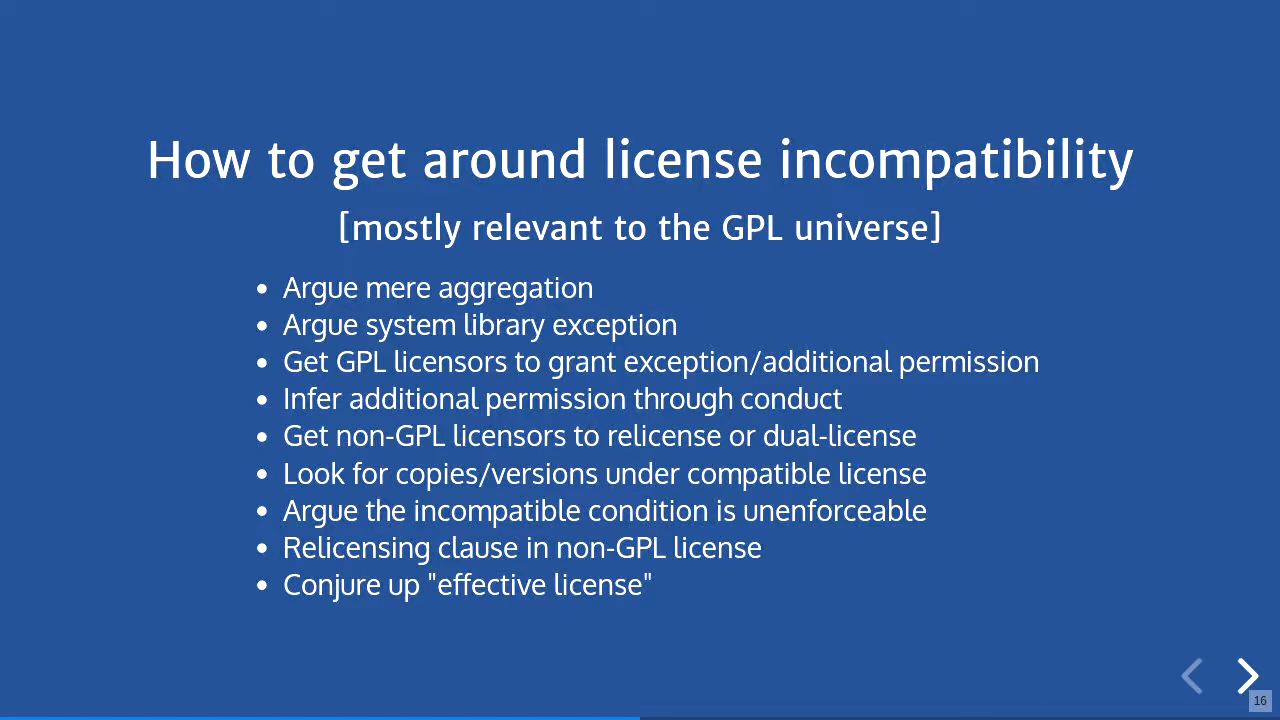 How to get around license incompatibility
[mostly relevant to the GPL universe]
• Argue mere aggregation
• Argue system library exception
• Get GPL licensors to grant exception/additional permission
• Infer additional permission through conduct
• Get non-GPL licensors to relicense or dual-license
• Look for copies/versions under compatible license
• Argue the incompatible condition is unenforceable
• Relicensing clause in non-GPL license
• Conjure up "effective license"
16